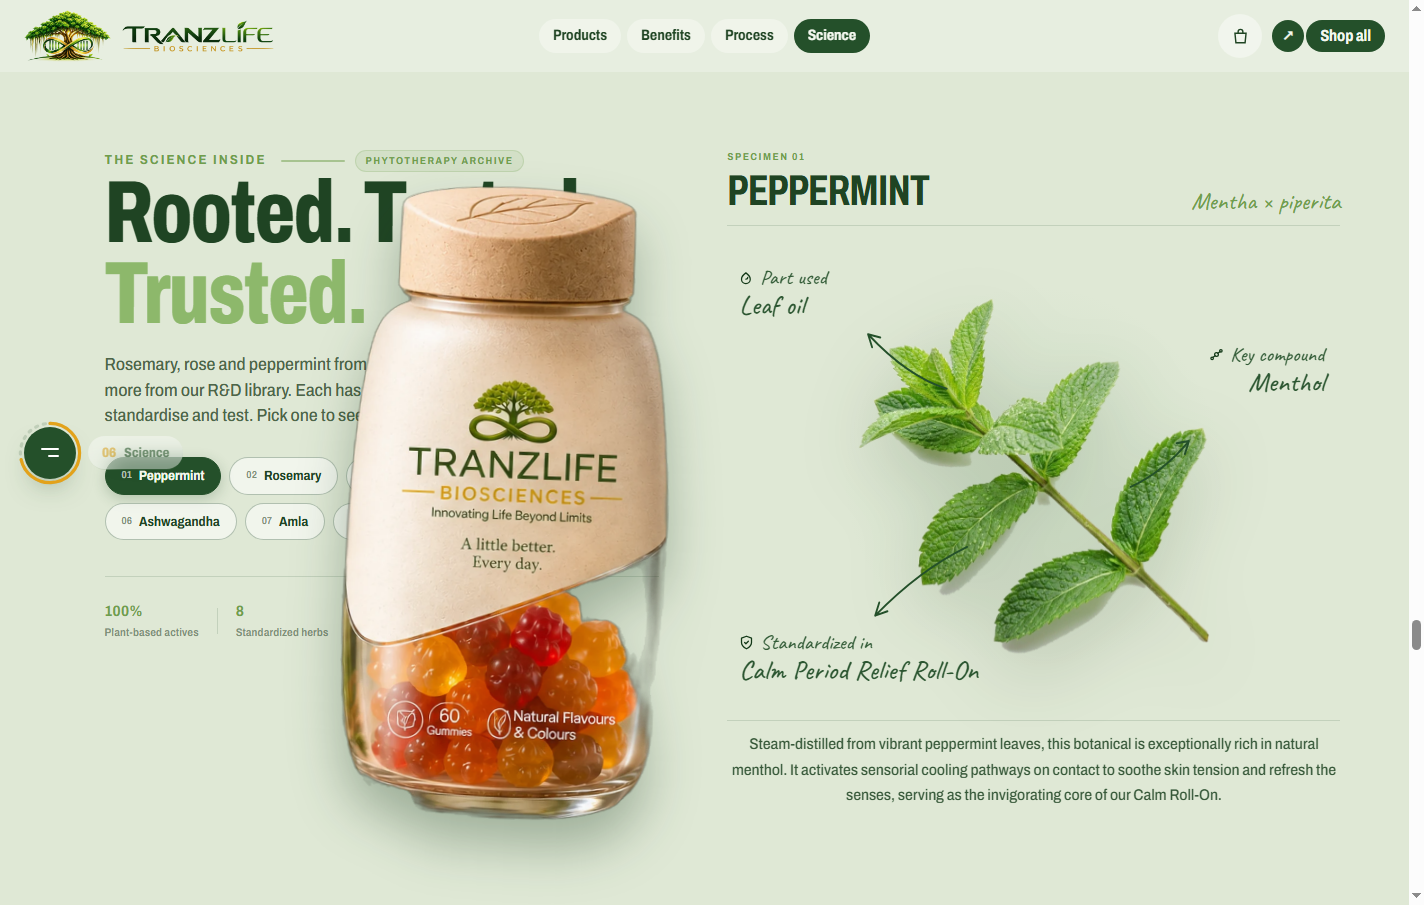 TRANZLIFE
BIOSCIENCES
Products
Benefits
Process
Science
Shop all
THE SCIENCE INSIDE
PHYTOTHERAPY ARCHIVE
Rooted.
Trusted.
Rosemary, rose and peppermint from
more from our R&D library. Each has
standardise and test. Pick one to see
06 Science
01 Peppermint
02 Rosemary
06 Ashwagandha
07 Amla
100%
Plant-based actives
8
Standardized herbs
TRANZLIFE
BIOSCIENCES
Innovating Life Beyond Limits
A little better.
Every day.
60
Gummies
Natural Flavours
& Colours
SPECIMEN 01
PEPPERMINT
Mentha × piperita
Part used
Leaf oil
Key compound
Menthol
Standardized in
Calm Period Relief Roll-On
Steam-distilled from vibrant peppermint leaves, this botanical is exceptionally rich in natural
menthol. It activates sensorial cooling pathways on contact to soothe skin tension and refresh the
senses, serving as the invigorating core of our Calm Roll-On.